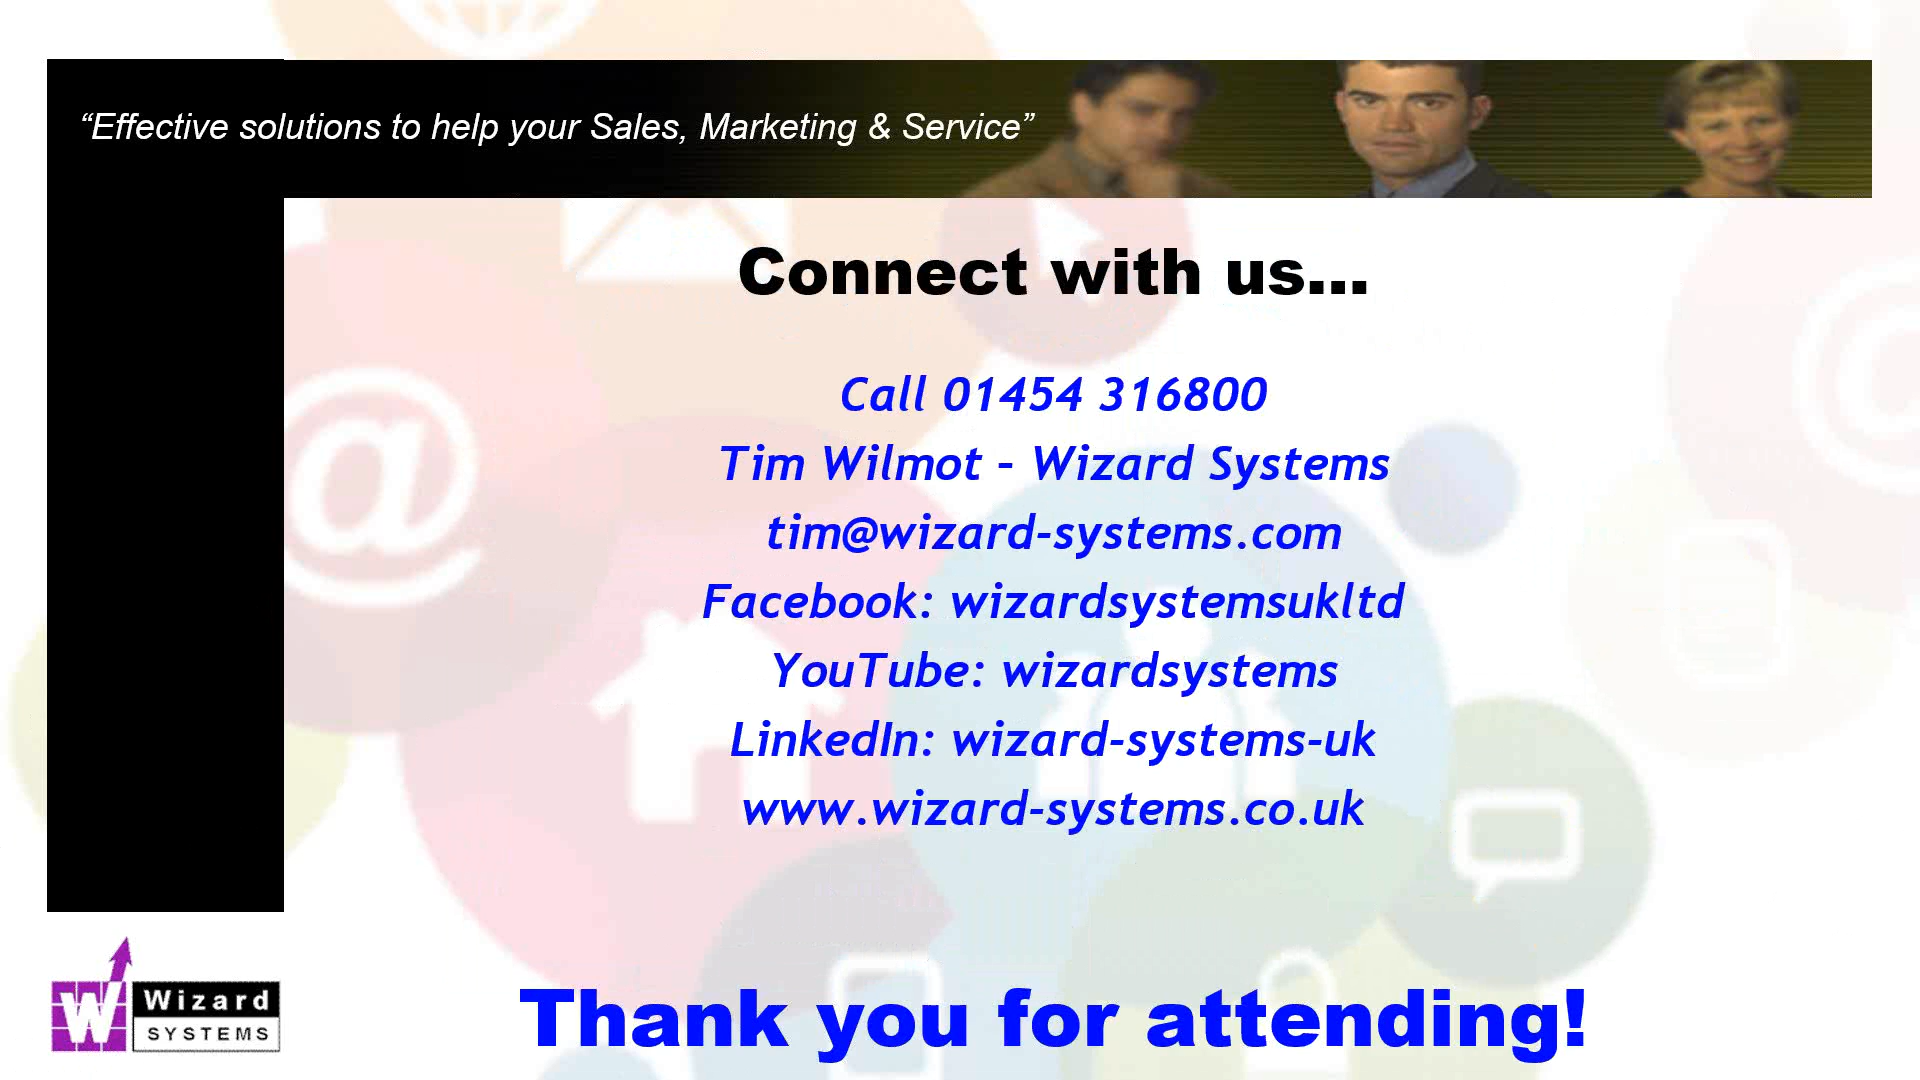 “Effective solutions to help your Sales, Marketing & Service”
Connect with us...
Call 01454 316800
Tim Wilmot – Wizard Systems
tim@wizard-systems.com
Facebook: wizardsystemsukltd
YouTube: wizardsystems
LinkedIn: wizard-systems-uk
www.wizard-systems.co.uk
W Wizard
SYSTEMS
Thank you for attending!